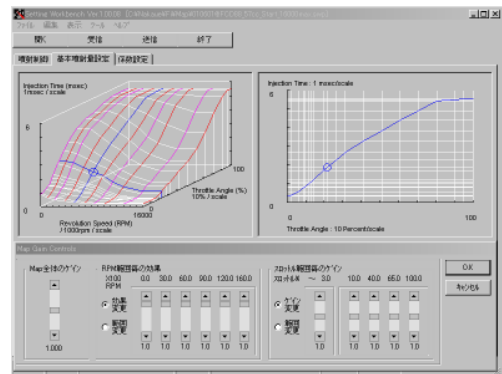 Setting Workbench Ver1.0
ファイル 編集 表示 ツール ヘルプ
開く 受信 送信 終了
噴射制御 基本噴射量設定 係数設定
Injection Time (msec)
1msec / scale
6
0
0
16000
Revolution Speed (RPM)
/1000rpm / scale
0
100
Throttle Angle (%)
10% / scale
Injection Time : 1 msec/scale
6
0
0
100
Throttle Angle : 10 Percent/scale
Map Gain Controls
Map全体のゲイン
1.000
RPM範囲毎の効果
X100 RPM
0.0 30.0 60.0 90.0 120.0 160.0
効果変更
範囲変更
1.0 1.0 1.0 1.0 1.0 1.0
スロットル範囲毎のゲイン
スロットル% ~ 3.0 10.0 40.0 65.0 100.0
ゲイン変更
範囲変更
1.0 1.0 1.0 1.0 1.0
OK
キャンセル